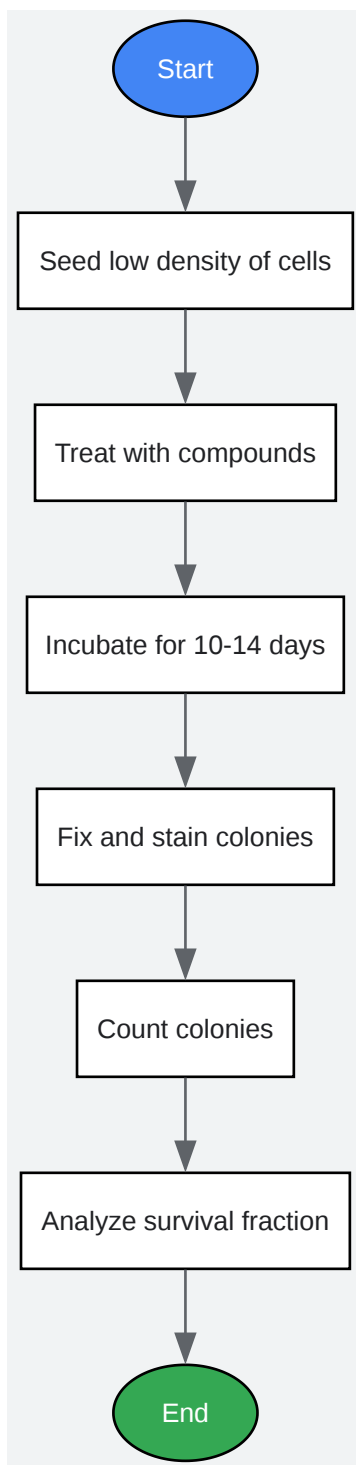 Start
Seed low density of cells
Treat with compounds
Incubate for 10-14 days
Fix and stain colonies
Count colonies
Analyze survival fraction
End